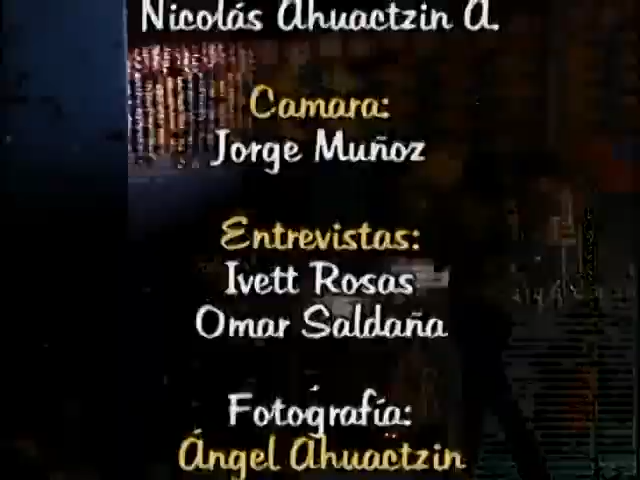 Nicolás Ahuactzin A.
Camara:
Jorge Muñoz
Entrevistas:
Ivett Rosas
Omar Saldaña
Fotografía:
Ángel Ahuactzin